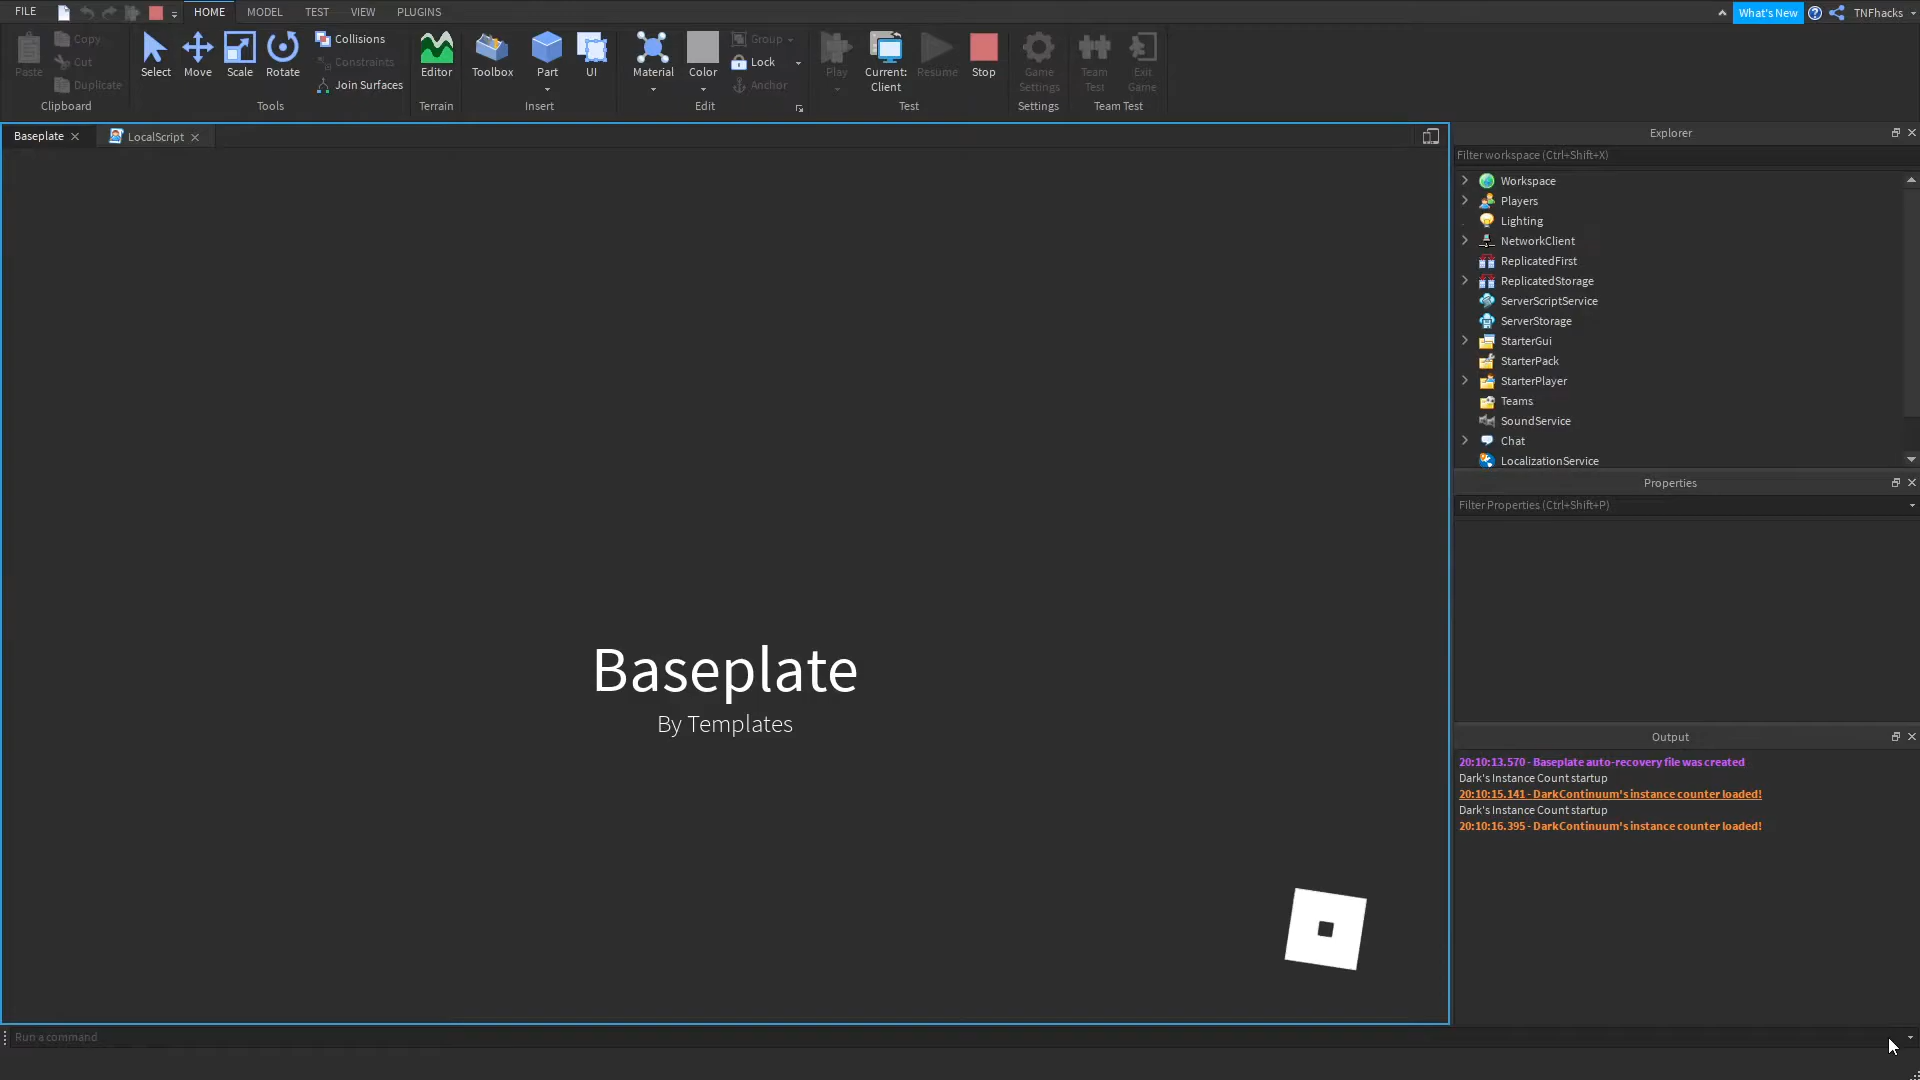 FILE
HOME
MODEL
TEST
VIEW
PLUGINS
What's New
TNFhacks
Paste
Copy
Cut
Duplicate
Clipboard
Select
Move
Scale
Rotate
Collisions
Constraints
Join Surfaces
Tools
Editor
Terrain
Toolbox
Part
UI
Insert
Material
Color
Group
Lock
Anchor
Edit
Play
Current:
Client
Resume
Stop
Test
Game
Settings
Settings
Team
Test
Exit
Game
Team Test
Baseplate
LocalScript
Baseplate
By Templates
Explorer
Filter workspace (Ctrl+Shift+X)
Workspace
Players
Lighting
NetworkClient
ReplicatedFirst
ReplicatedStorage
ServerScriptService
ServerStorage
StarterGui
StarterPack
StarterPlayer
Teams
SoundService
Chat
LocalizationService
Properties
Filter Properties (Ctrl+Shift+P)
Output
20:10:13.570 - Baseplate auto-recovery file was created
Dark's Instance Count startup
20:10:15.141 - DarkContinuum's instance counter loaded!
Dark's Instance Count startup
20:10:16.395 - DarkContinuum's instance counter loaded!
Run a command